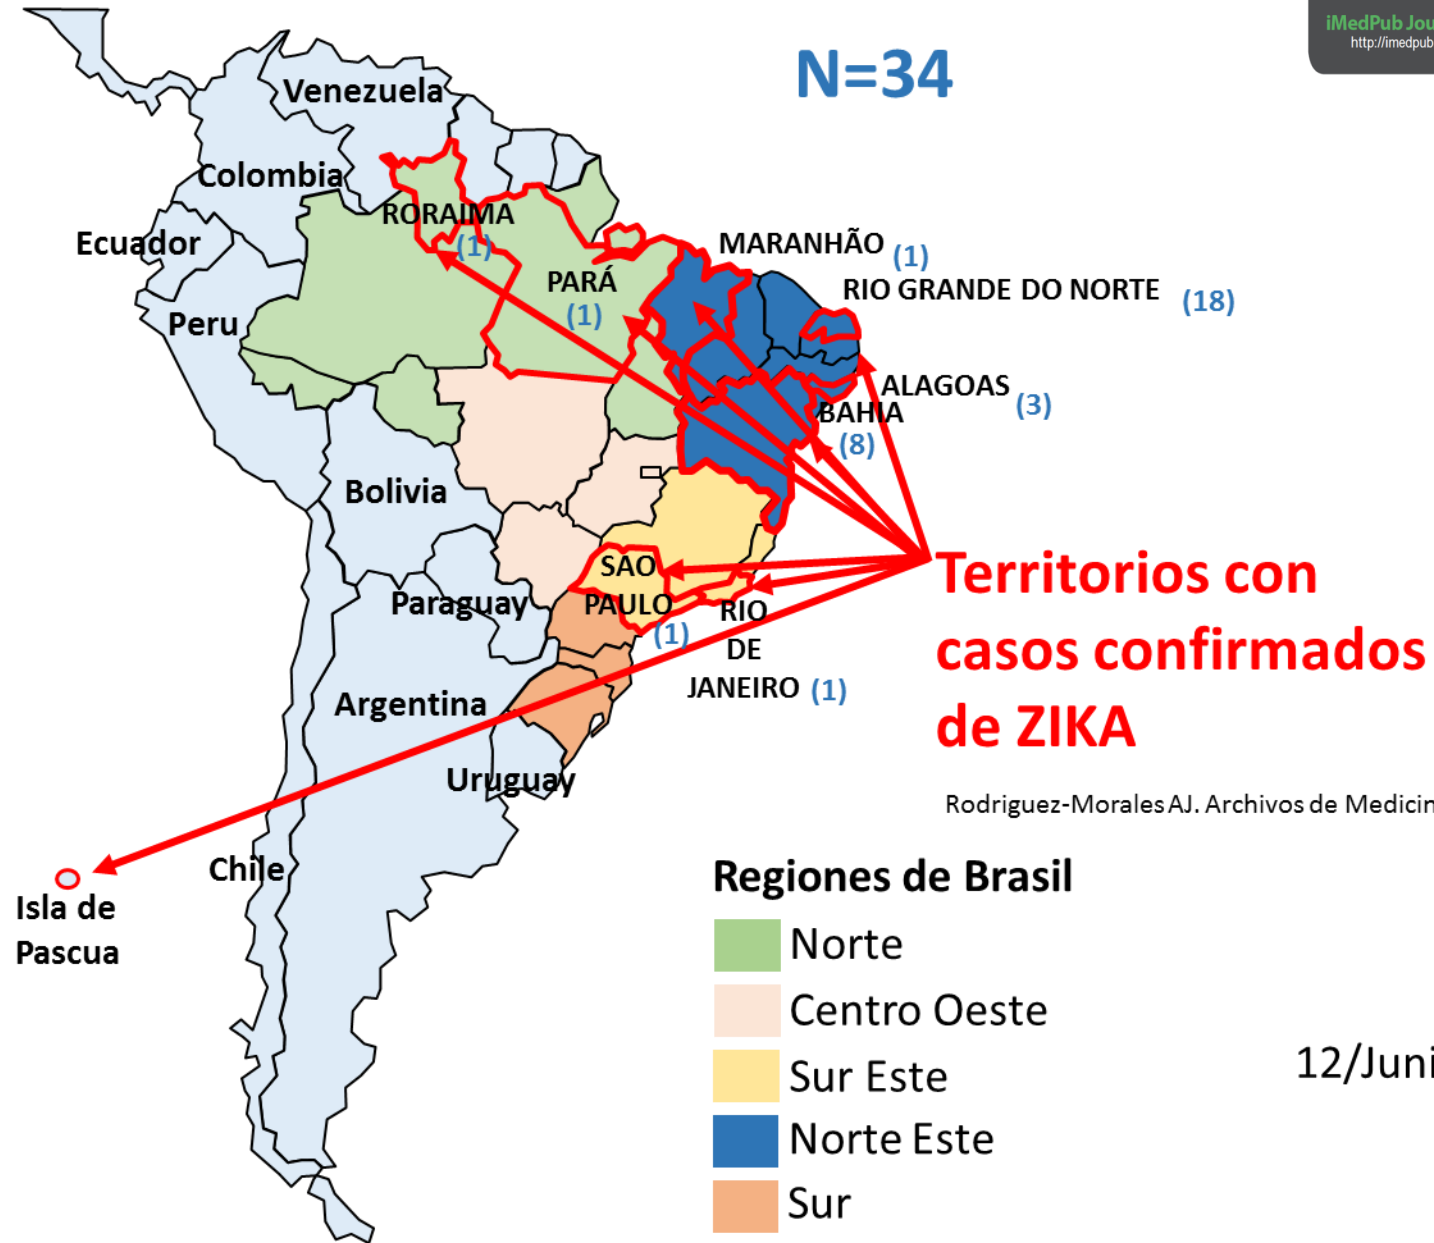 iMedPub
http://imedpub
N=34
Venezuela
Colombia
Ecuador
Peru
RORAIMA
(1)
PARÁ
(1)
MARANHÃO (1)
RIO GRANDE DO NORTE (18)
ALAGOAS (3)
BAHIA
(8)
Bolivia
Paraguay
SAO
PAULO
(1)
RIO
DE
JANEIRO (1)
Argentina
Uruguay
Chile
Isla de
Pascua
Territorios con
casos confirmados
de ZIKA
Rodriguez-Morales AJ. Archivos de
Regiones de Brasil
Norte
Centro Oeste
Sur Este
Norte Este
Sur
12/